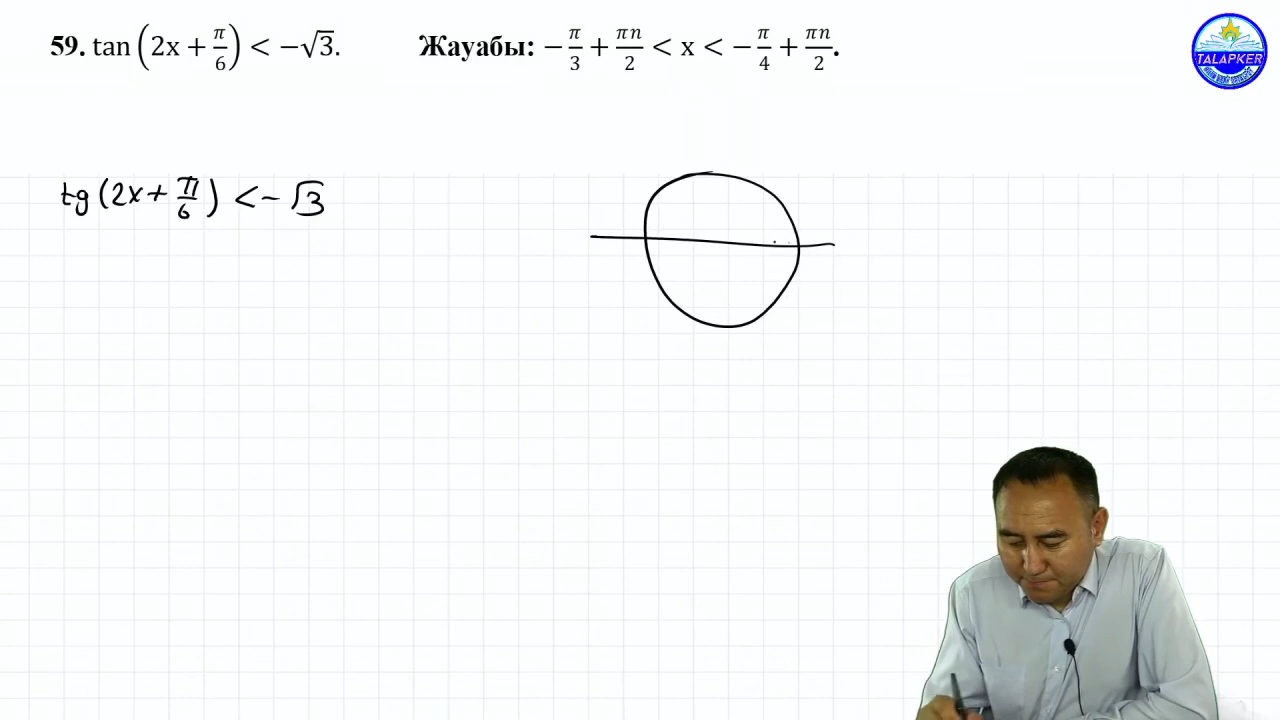 59. tan(2x + π/6) < −√3.  Жауабы: −π/3 + πn/2 < x < −π/4 + πn/2.
TALAPKER
tg(2x + π/6) < −√3